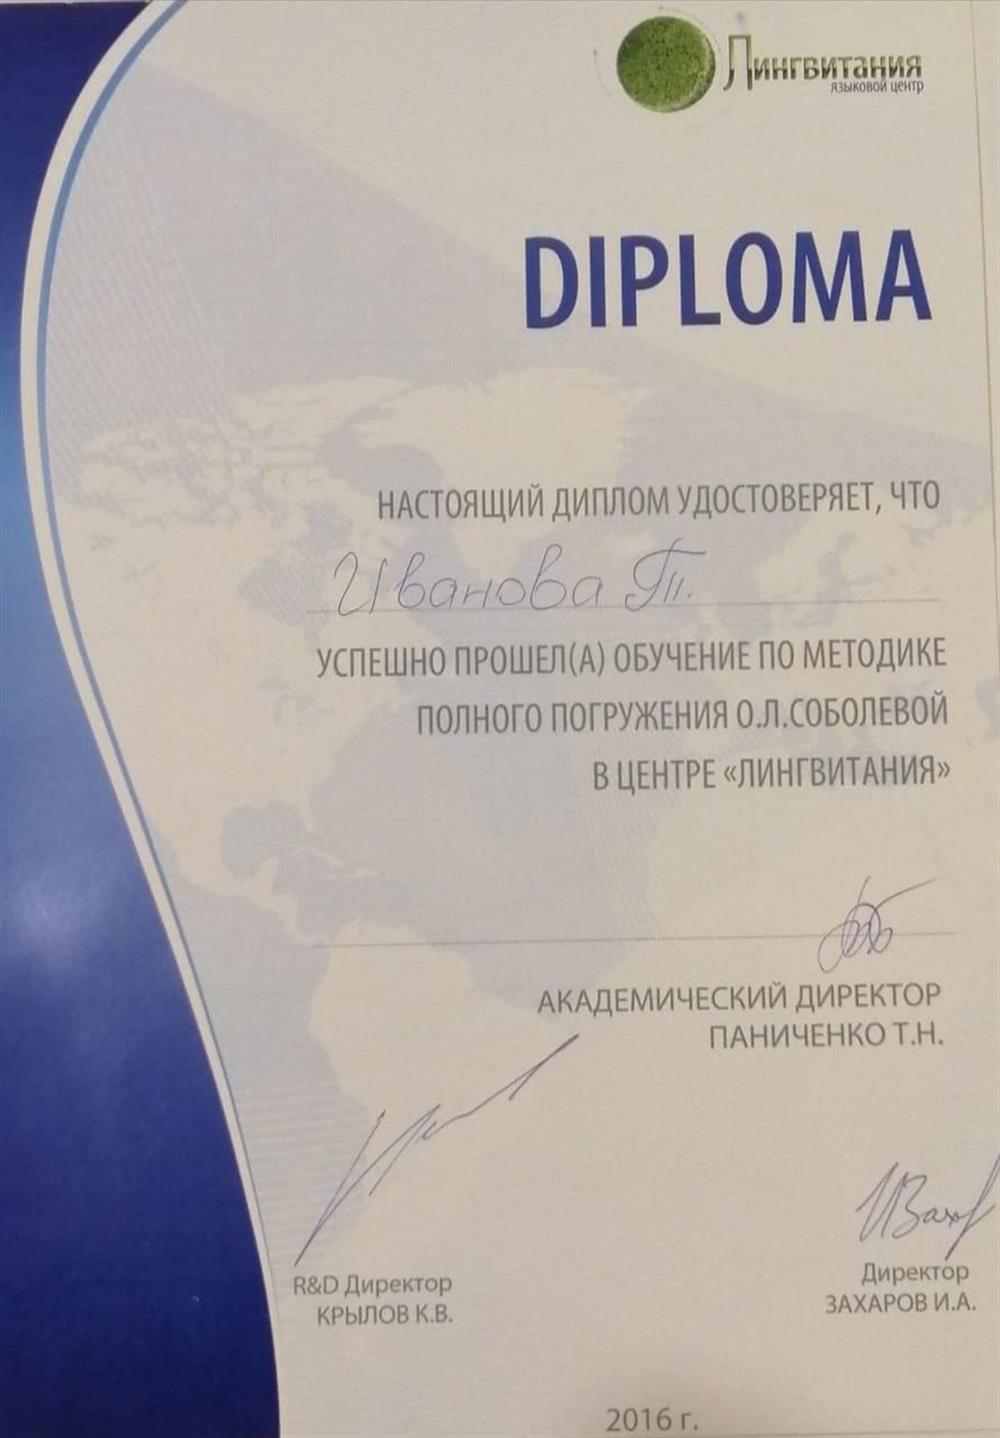 Лингвитания
языковой центр
DIPLOMA
НАСТОЯЩИЙ ДИПЛОМ УДОСТОВЕРЯЕТ, ЧТО
Иванова Т.
УСПЕШНО ПРОШЕЛ(А) ОБУЧЕНИЕ ПО МЕТОДИКЕ
ПОЛНОГО ПОГРУЖЕНИЯ О.Л.СОБОЛЕВОЙ
В ЦЕНТРЕ «ЛИНГВИТАНИЯ»
АКАДЕМИЧЕСКИЙ ДИРЕКТОР
ПАНИЧЕНКО Т.Н.
R&D Директор
КРЫЛОВ К.В.
Директор
ЗАХАРОВ И.А.
2016 г.